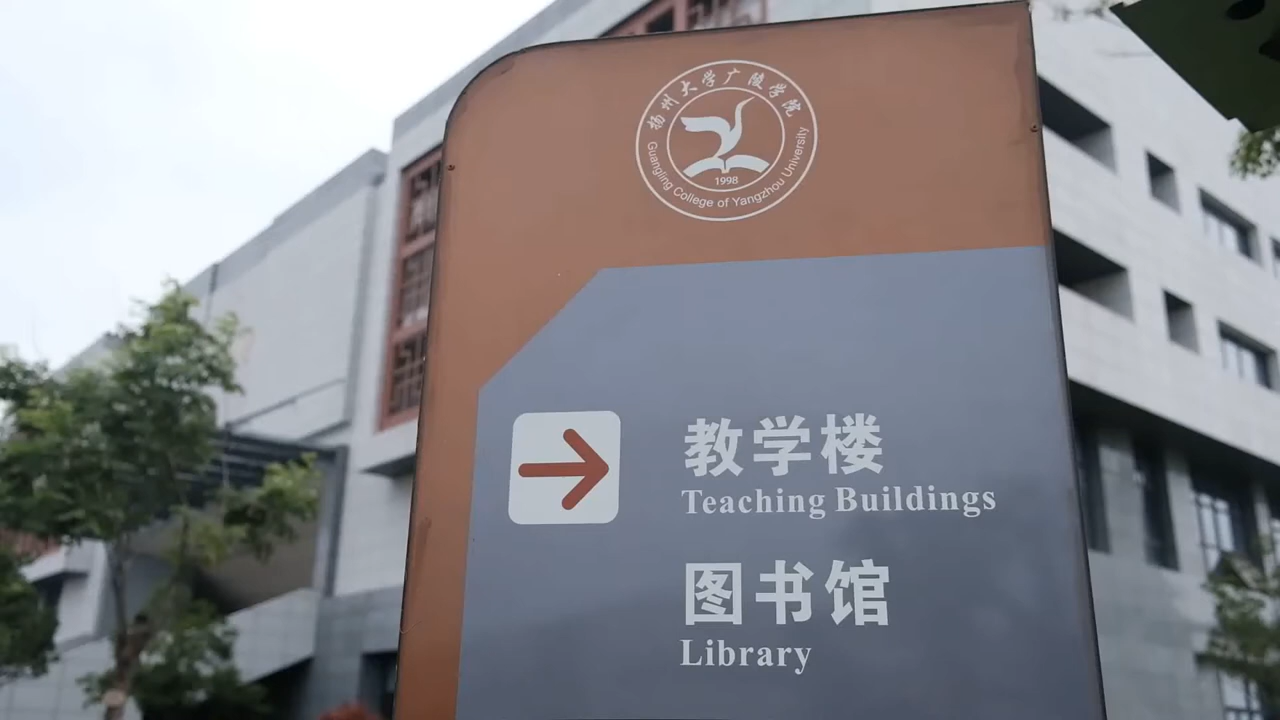 扬州大学广陵学院
1998
Guangling College of Yangzhou University
教学楼
Teaching Buildings
图书馆
Library